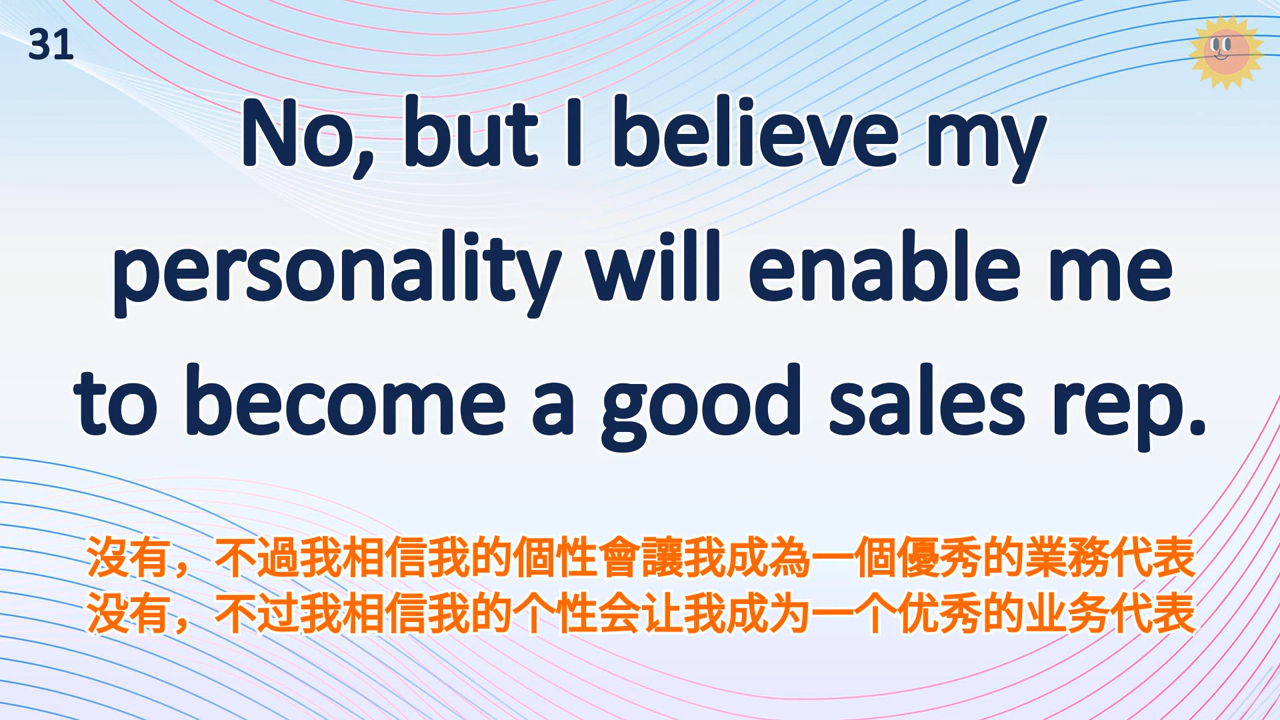 31
No, but I believe my
personality will enable me
to become a good sales rep.
沒有，不過我相信我的個性會讓我成為一個優秀的業務代表
没有，不过我相信我的个性会让我成为一个优秀的业务代表